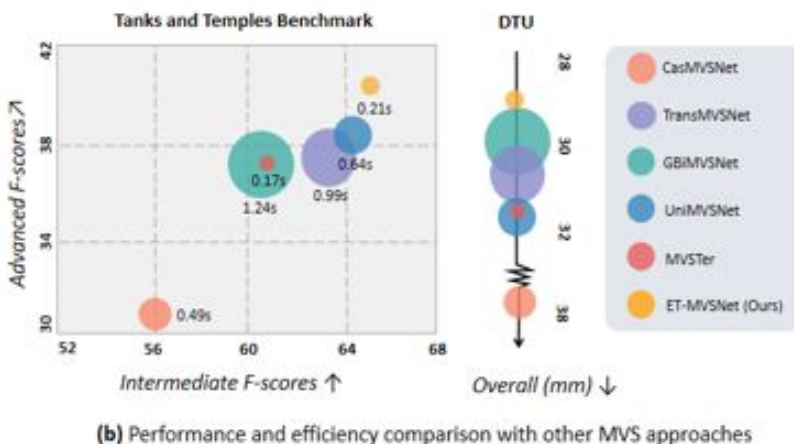 Tanks and Temples Benchmark
DTU
42
38
34
30
Advanced F-scores↗
52
56
60
64
68
Intermediate F-scores ↑
0.21s
0.64s
0.99s
0.17s
1.24s
0.49s
28
30
32
38
Overall (mm) ↓
CasMVSNet
TransMVSNet
GBiMVSNet
UniMVSNet
MVSTer
ET-MVSNet (Ours)
(b) Performance and efficiency comparison with other MVS approaches